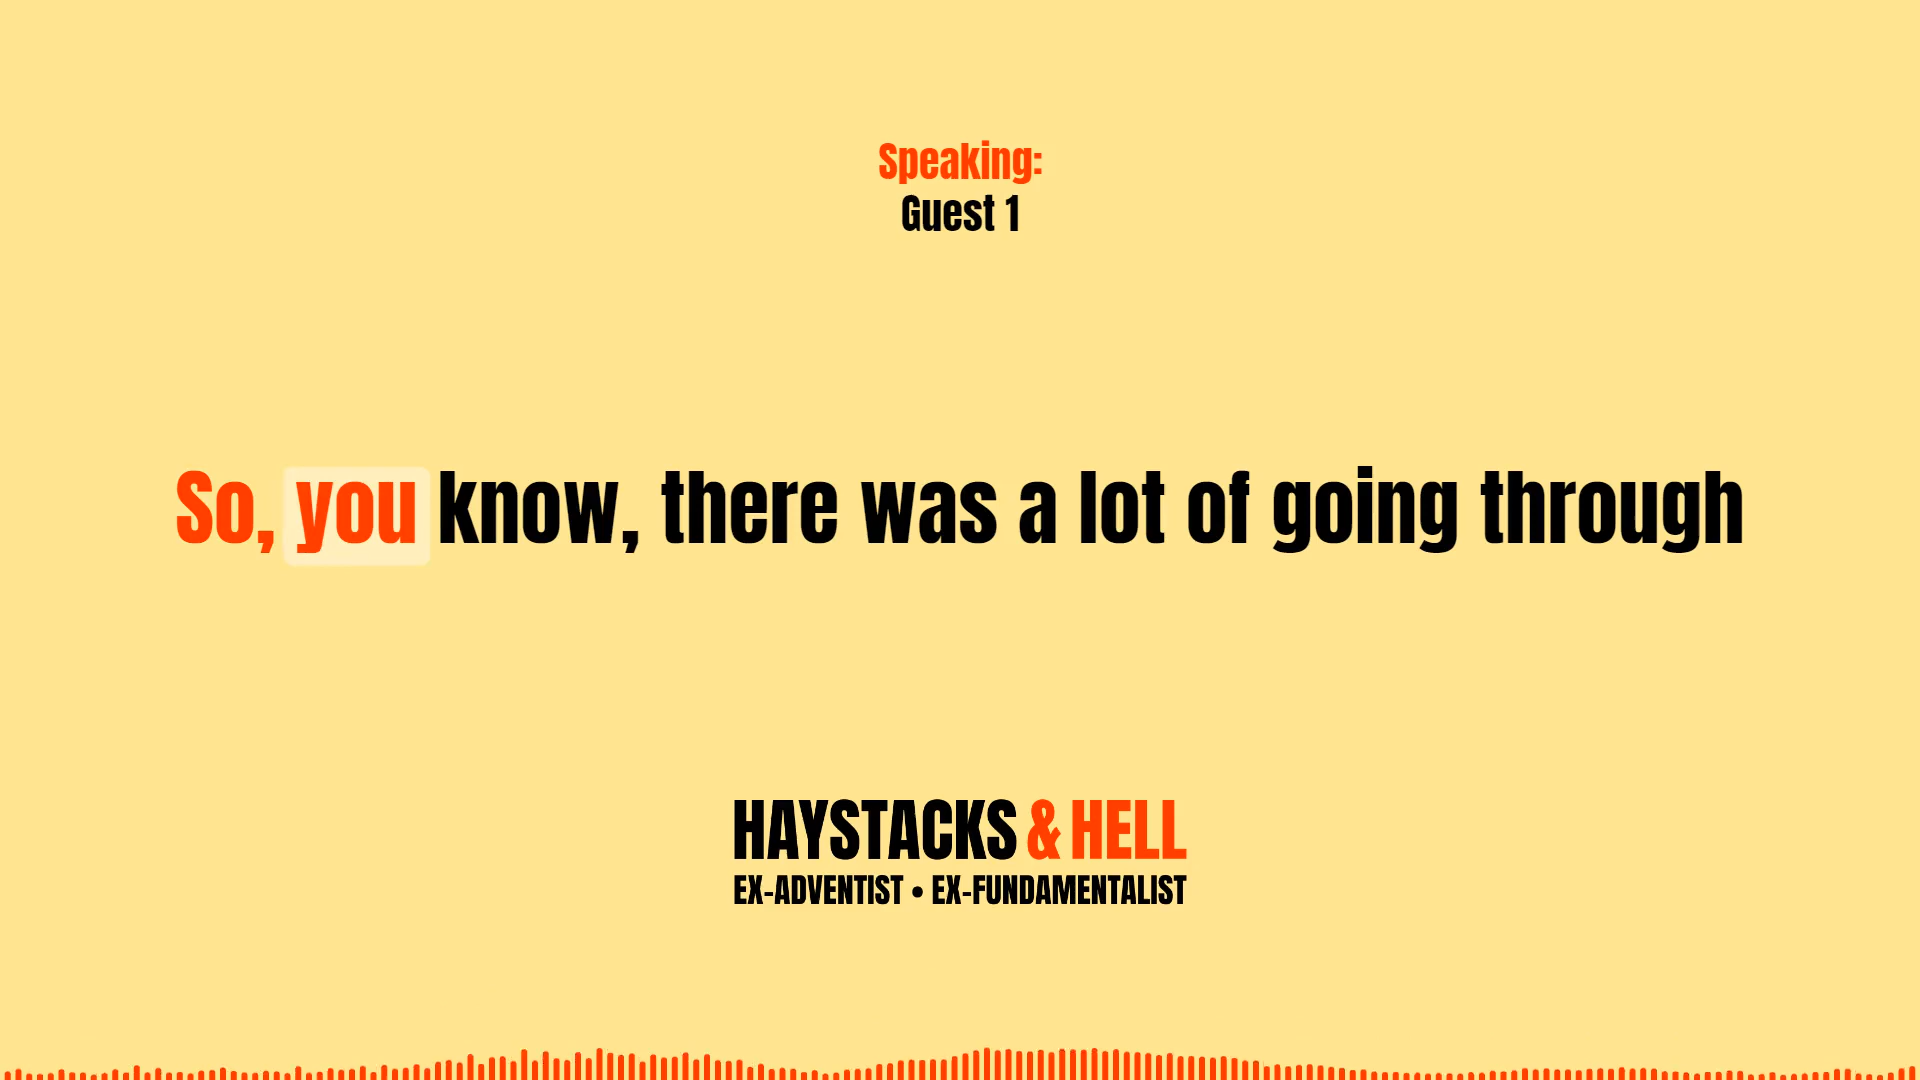 Speaking:
Guest 1
So, you know, there was a lot of going through
HAYSTACKS & HELL
EX-ADVENTIST • EX-FUNDAMENTALIST